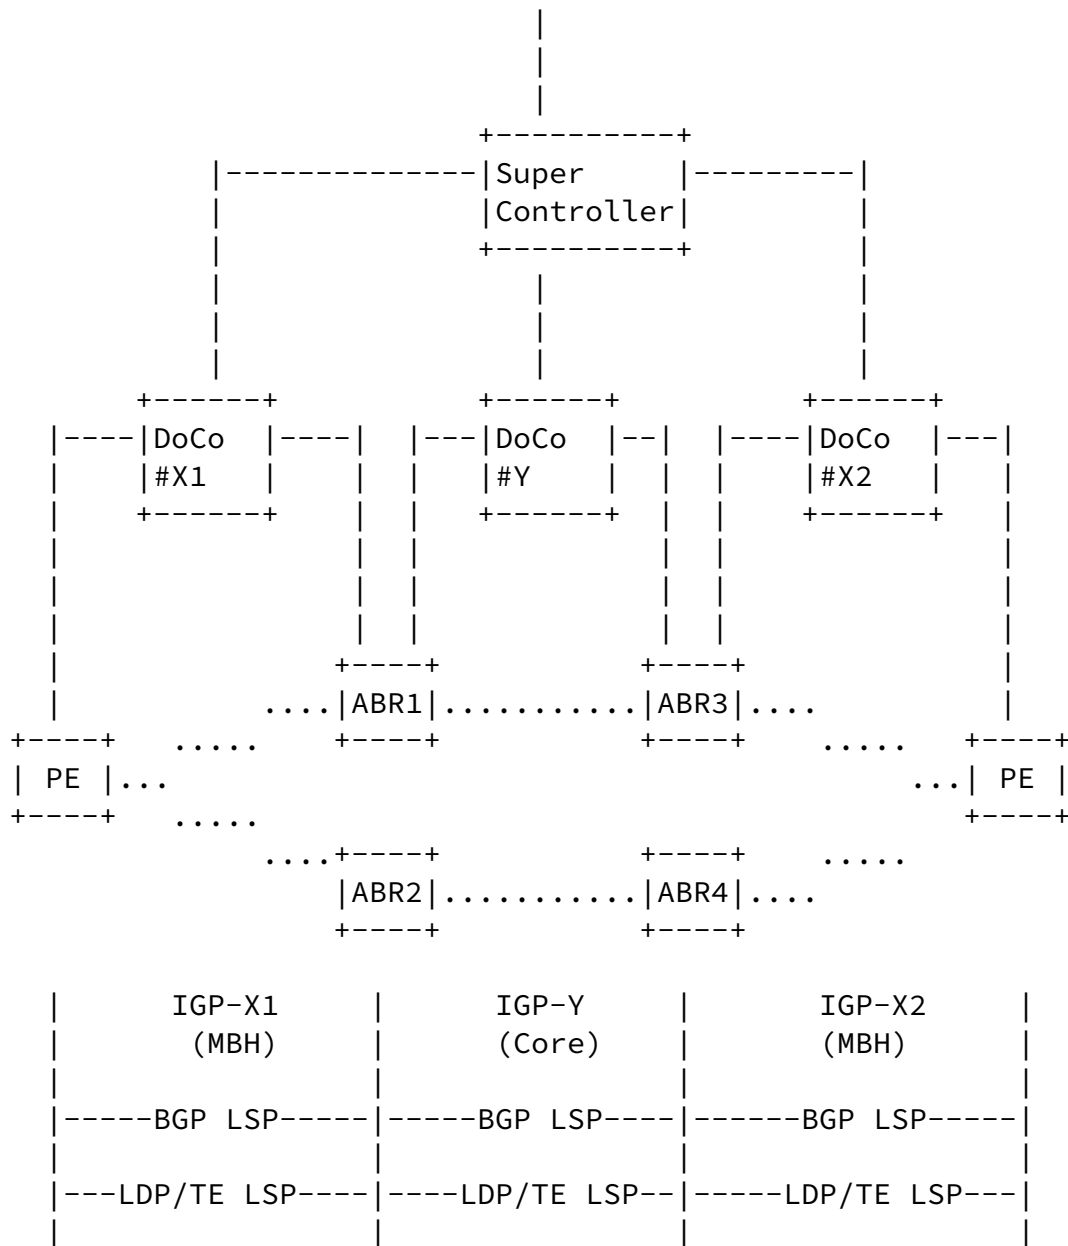 Super
Controller
DoCo DoCo DoCo
#X1 #Y #X2
ABR1 ABR3
PE PE
ABR2 ABR4
IGP-X1 IGP-Y IGP-X2
(MBH) (Core) (MBH)
BGP LSP BGP LSP BGP LSP
LDP/TE LSP LDP/TE LSP LDP/TE LSP